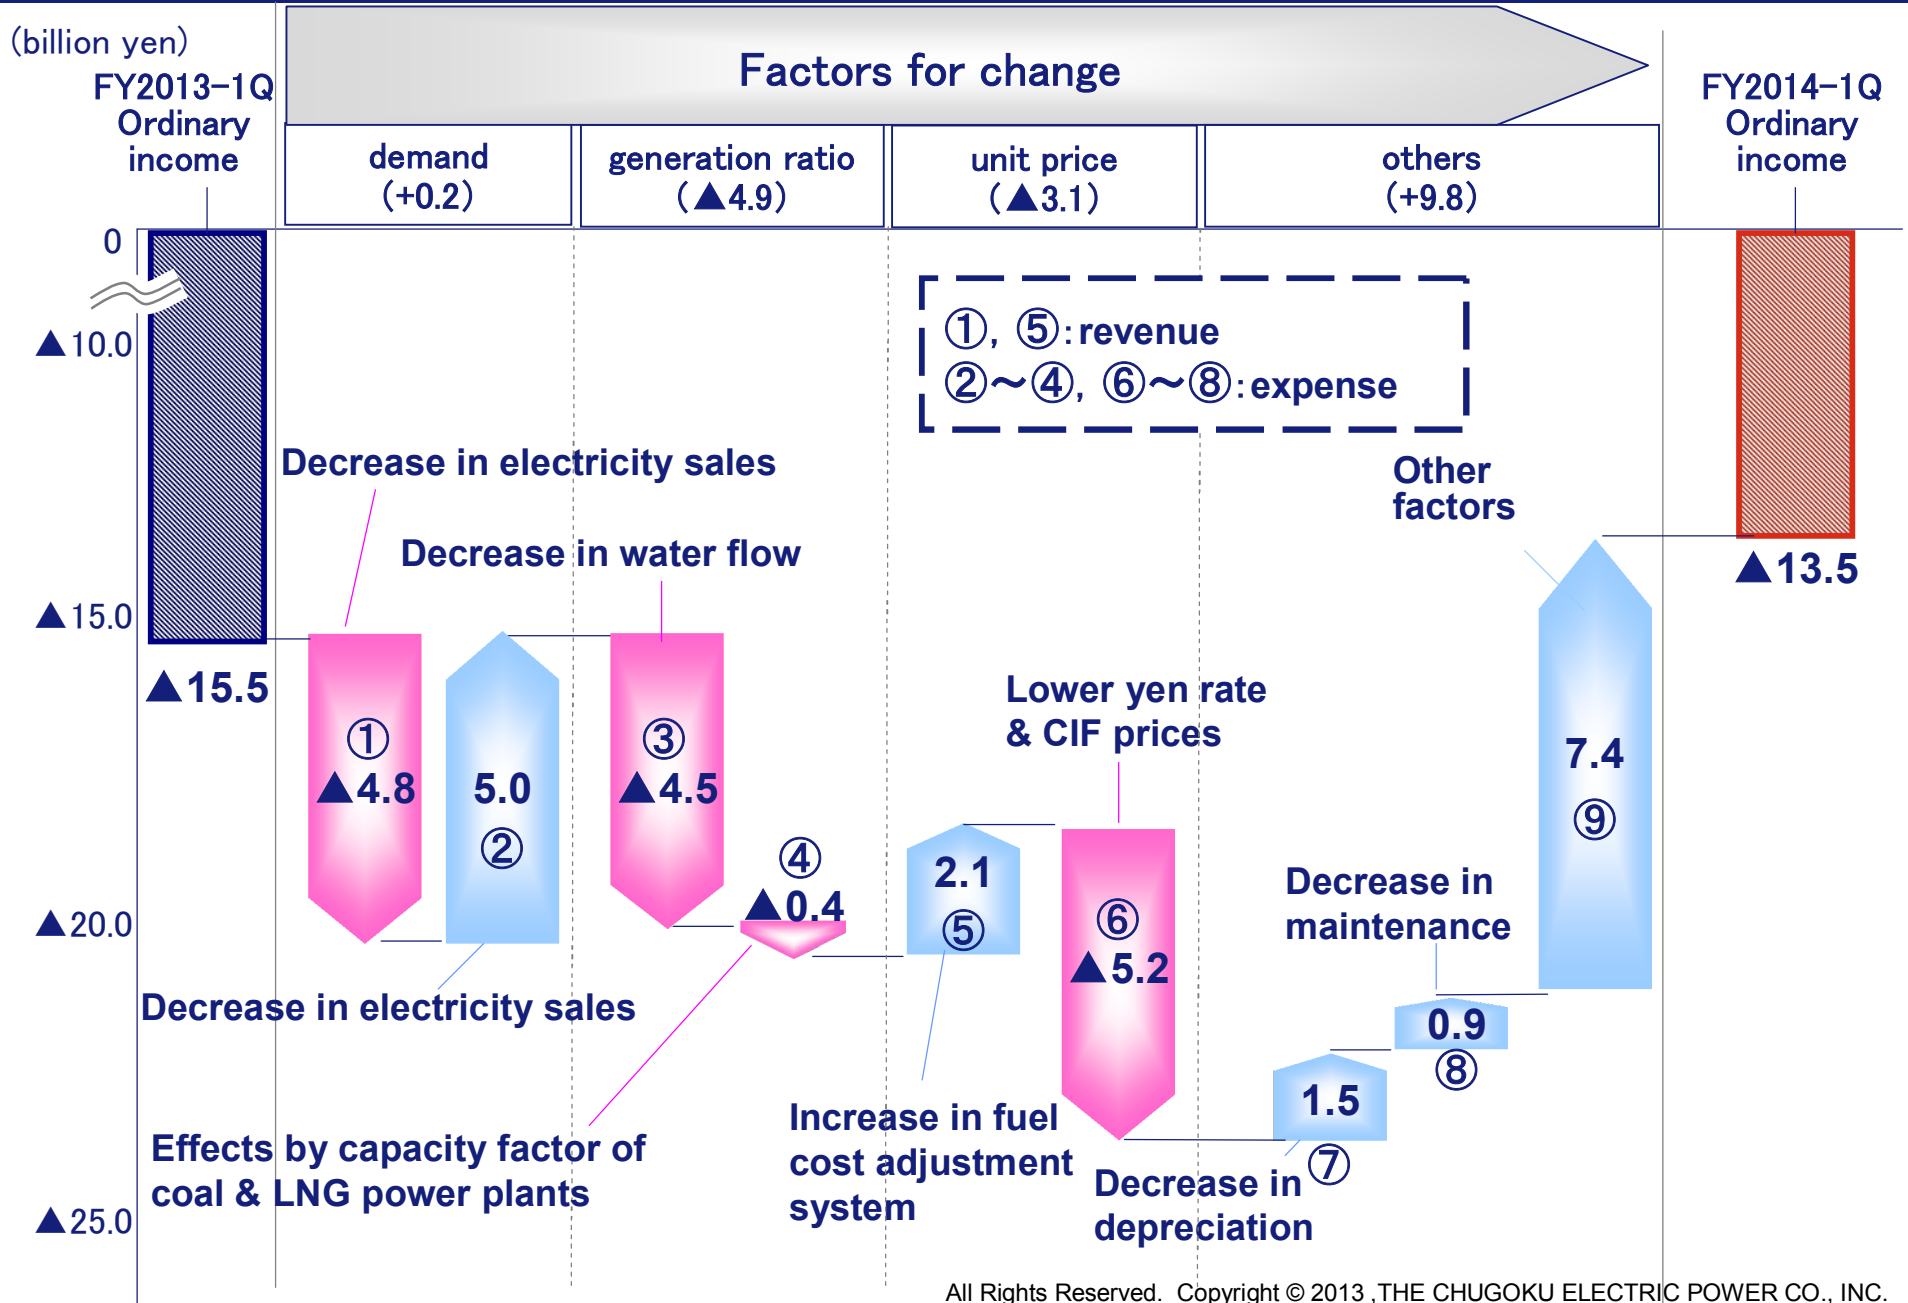 (billion yen)
FY2013-1Q
Ordinary
income
Factors for change
FY2014-1Q
Ordinary
income
demand
(+0.2)
generation ratio
(▲4.9)
unit price
(▲3.1)
others
(+9.8)
0
▲10.0
▲15.0
▲20.0
▲25.0
①, ⑤:revenue
②～④, ⑥～⑧:expense
Decrease in electricity sales
Decrease in water flow
Other
factors
▲13.5
▲15.5
Lower yen rate
& CIF prices
①
▲4.8
5.0
②
③
▲4.5
④
▲0.4
2.1
⑤
⑥
▲5.2
7.4
⑨
Decrease in
maintenance
0.9
⑧
1.5
⑦
Decrease in electricity sales
Effects by capacity factor of
coal & LNG power plants
Increase in fuel
cost adjustment
system
Decrease in
depreciation
All Rights Reserved. Copyright © 2013 ,THE CHUGOKU ELECTRIC POWER CO., INC.